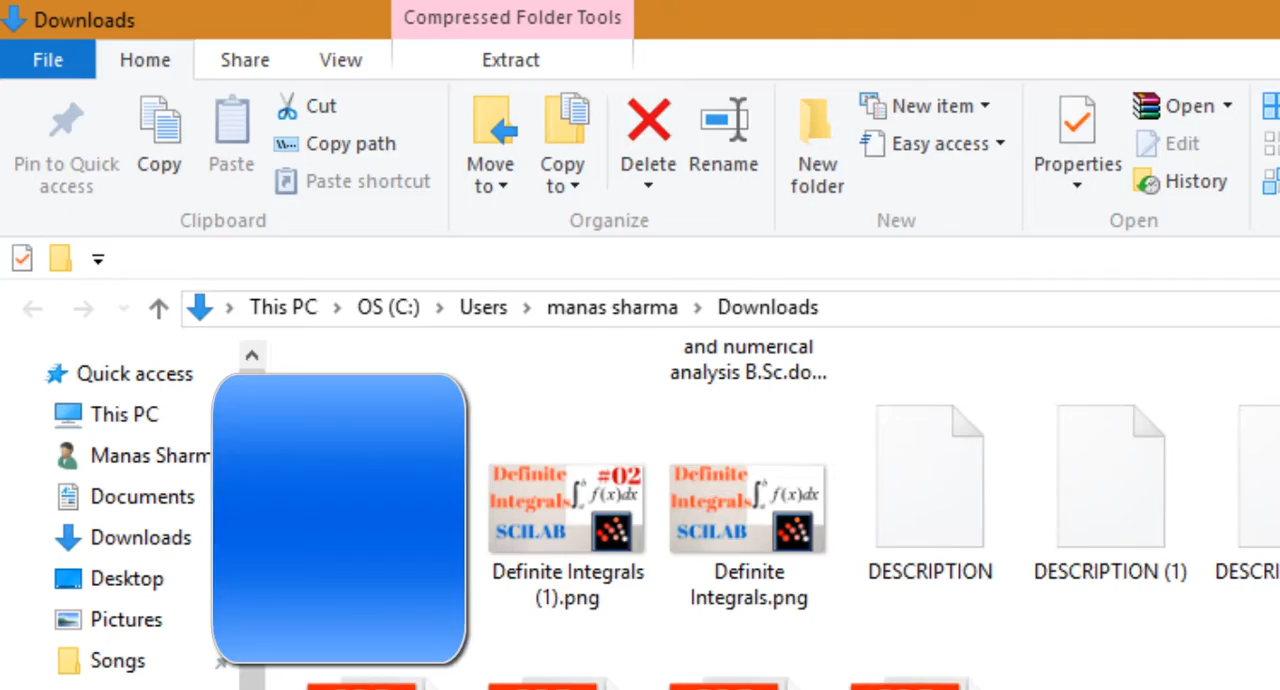 Downloads
Compressed Folder Tools
File
Home
Share
View
Extract
Pin to Quick
access
Copy
Paste
Cut
Copy path
Paste shortcut
Clipboard
Move
to
Copy
to
Delete
Rename
Organize
New
folder
New item
Easy access
New
Properties
Open
Edit
History
Open
This PC
OS (C:)
Users
manas sharma
Downloads
Quick access
This PC
Manas Sharm
Documents
Downloads
Desktop
Pictures
Songs
and numerical
analysis B.Sc.do...
Definite #02
Integrals ∫ f(x)dx
SCILAB
Definite Integrals
(1).png
Definite
Integrals ∫ f(x)dx
SCILAB
Definite
Integrals.png
DESCRIPTION
DESCRIPTION (1)
DESCRI